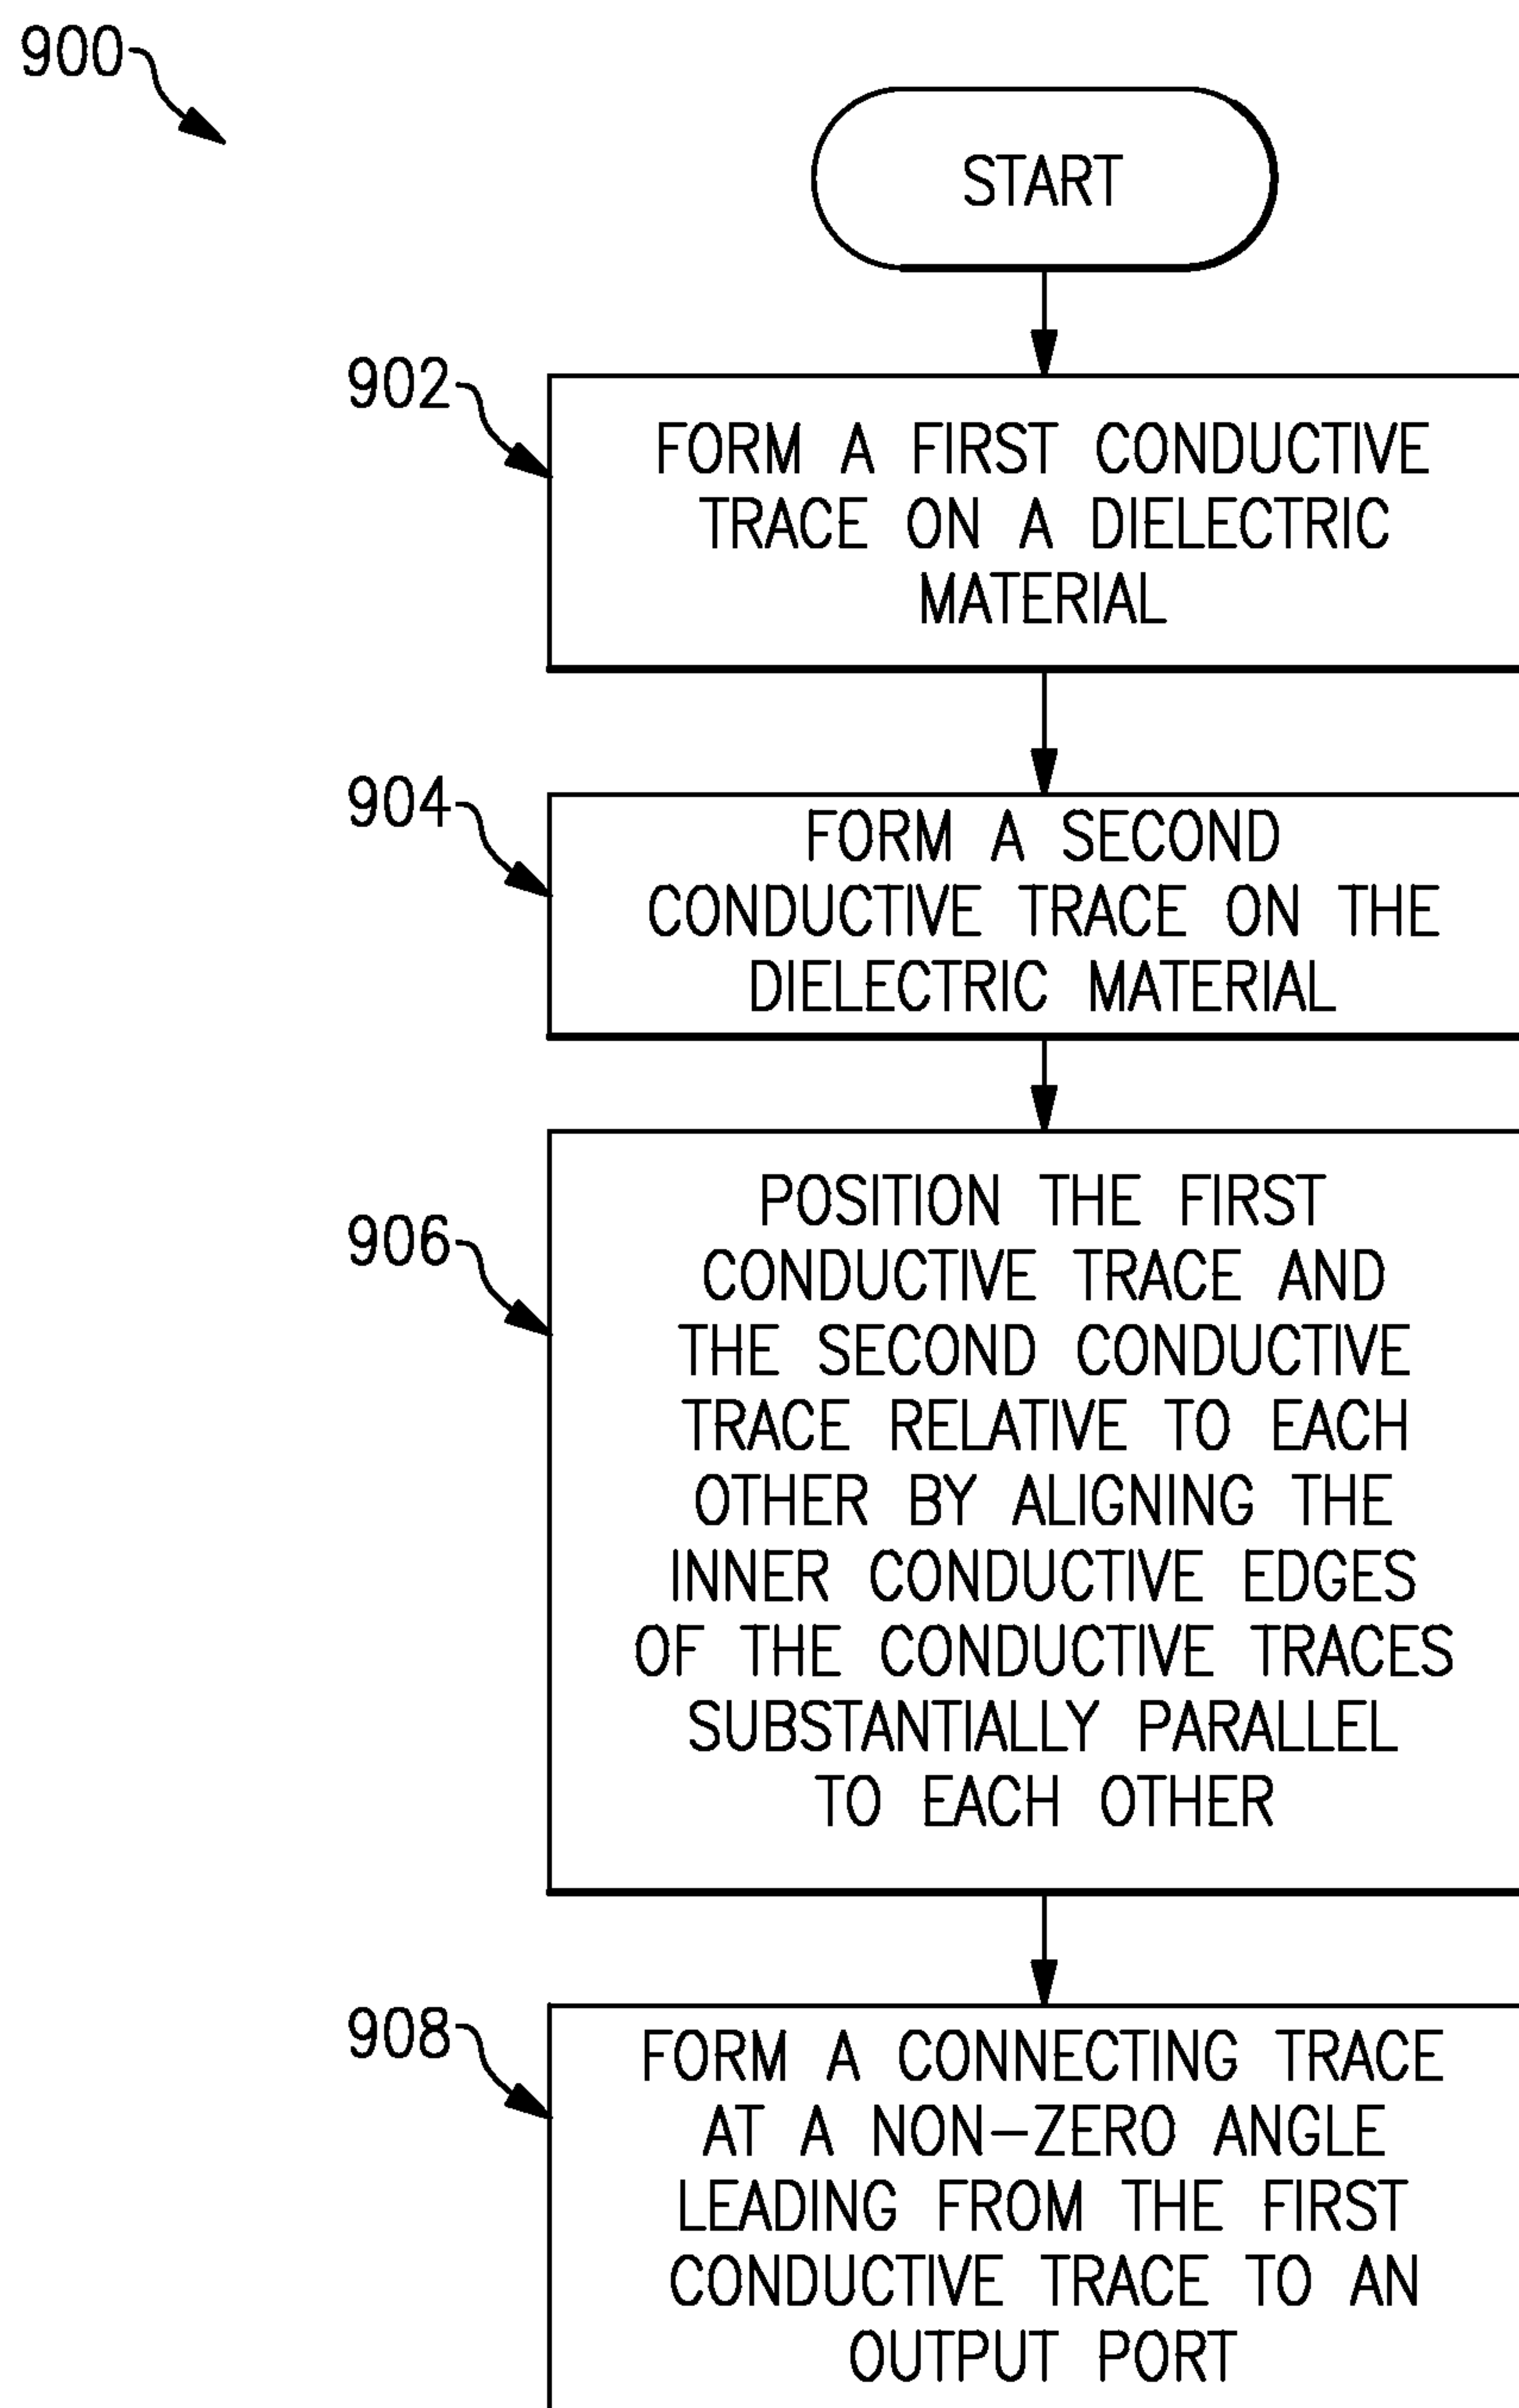 900
START
902
FORM A FIRST CONDUCTIVE
TRACE ON A DIELECTRIC
MATERIAL
904
FORM A SECOND
CONDUCTIVE TRACE ON THE
DIELECTRIC MATERIAL
906
POSITION THE FIRST
CONDUCTIVE TRACE AND
THE SECOND CONDUCTIVE
TRACE RELATIVE TO EACH
OTHER BY ALIGNING THE
INNER CONDUCTIVE EDGES
OF THE CONDUCTIVE TRACES
SUBSTANTIALLY PARALLEL
TO EACH OTHER
908
FORM A CONNECTING TRACE
AT A NON-ZERO ANGLE
LEADING FROM THE FIRST
CONDUCTIVE TRACE TO AN
OUTPUT PORT